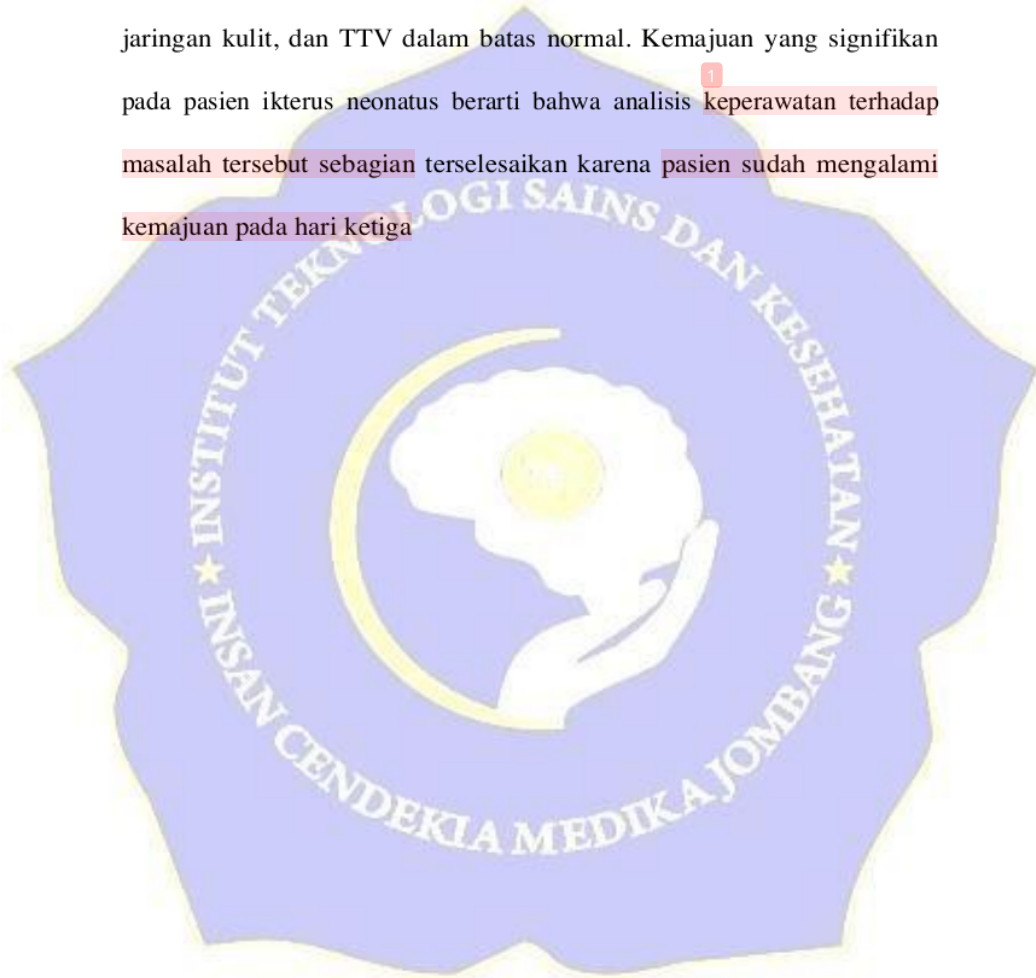 jaringan kulit, dan TTV dalam batas normal. Kemajuan yang signifikan
1
pada pasien ikterus neonatus berarti bahwa analisis keperawatan terhadap
masalah tersebut sebagian terselesaikan karena pasien sudah mengalami
kemajuan pada hari ketiga
INSTITUT TEKNOLOGI SAINS DAN KESEHATAN
INSAN CENDEKIA MEDIKA JOMBANG